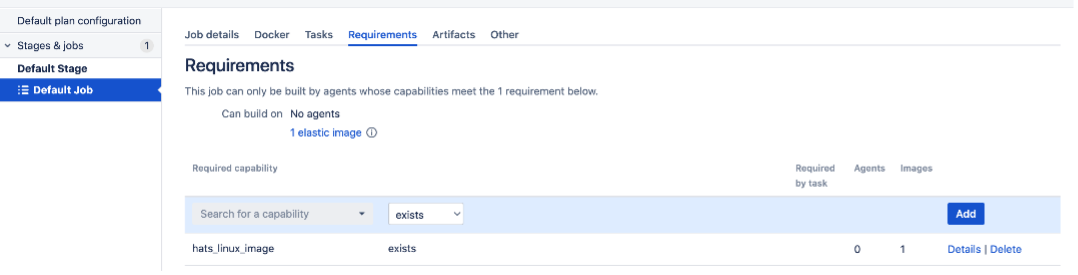 Default plan configuration
Stages & jobs 1
Default Stage
Default Job
Job details Docker Tasks Requirements Artifacts Other
Requirements
This job can only be built by agents whose capabilities meet the 1 requirement below.
Can build on No agents
1 elastic image
Required capability Required by task Agents Images
Search for a capability exists Add
hats_linux_image exists 0 1 Details | Delete